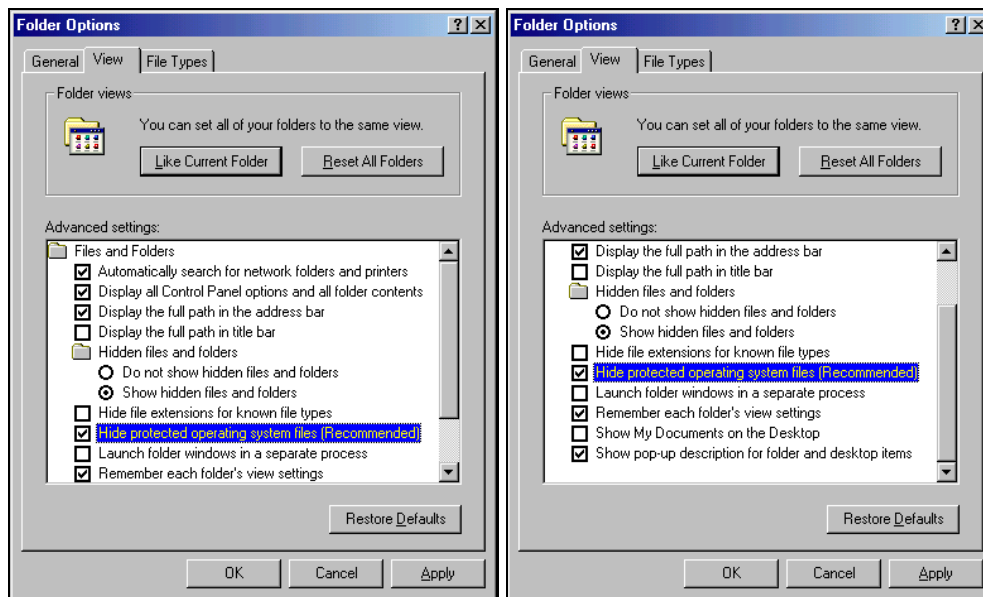 Folder Options
General View File Types
Folder views
You can set all of your folders to the same view.
Like Current Folder Reset All Folders
Advanced settings:
Files and Folders
Automatically search for network folders and printers
Display all Control Panel options and all folder contents
Display the full path in the address bar
Display the full path in title bar
Hidden files and folders
Do not show hidden files and folders
Show hidden files and folders
Hide file extensions for known file types
Hide protected operating system files (Recommended)
Launch folder windows in a separate process
Remember each folder's view settings
Restore Defaults
OK Cancel Apply
Folder Options
General View File Types
Folder views
You can set all of your folders to the same view.
Like Current Folder Reset All Folders
Advanced settings:
Display the full path in the address bar
Display the full path in title bar
Hidden files and folders
Do not show hidden files and folders
Show hidden files and folders
Hide file extensions for known file types
Hide protected operating system files (Recommended)
Launch folder windows in a separate process
Remember each folder's view settings
Show My Documents on the Desktop
Show pop-up description for folder and desktop items
Restore Defaults
OK Cancel Apply